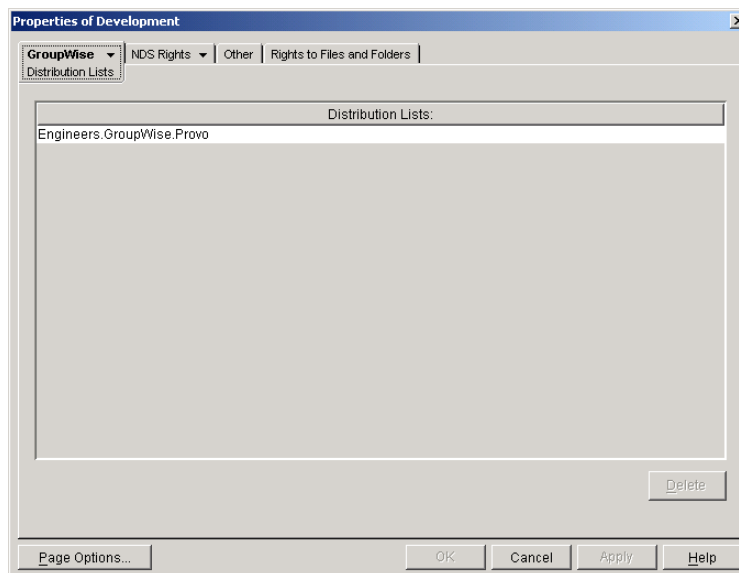 Properties of Development
GroupWise NDS Rights Other Rights to Files and Folders
Distribution Lists
Distribution Lists:
Engineers.GroupWise.Provo
Delete
Page Options... OK Cancel Apply Help